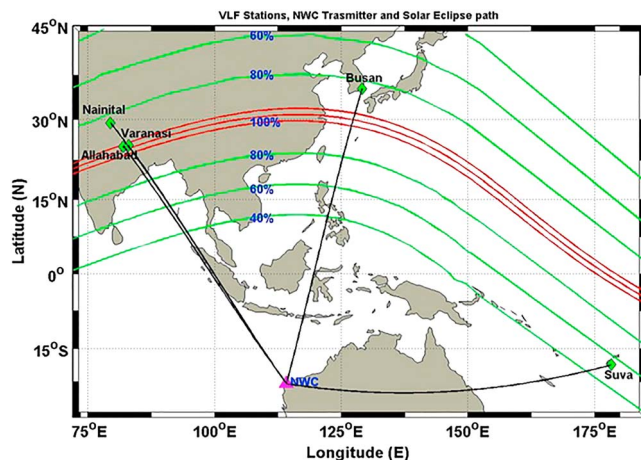 VLF Stations, NWC Trasmitter and Solar Eclipse path
45°N
30°N
15°N
0°
15°S
Latitude (N)
60%
80%
100%
80%
60%
40%
Busan
Nainital
Varanasi
Allahabad
NWC
Suva
75°E
100°E
125°E
150°E
175°E
Longitude (E)